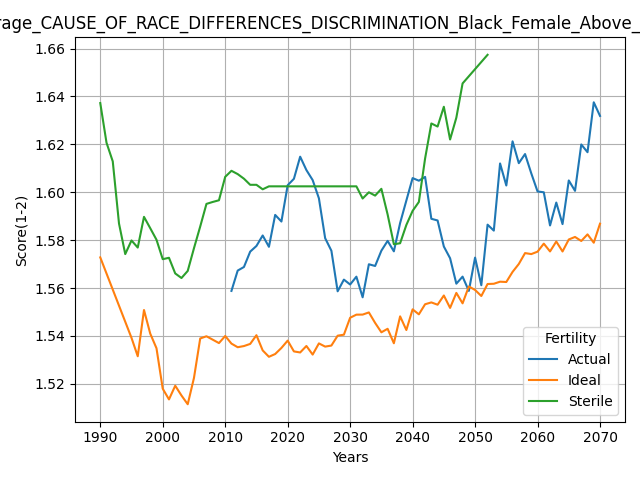 rage_CAUSE_OF_RACE_DIFFERENCES_DISCRIMINATION_Black_Female_Above_
1.66
1.64
1.62
1.60
1.58
1.56
1.54
1.52
Score(1-2)
Fertility
Actual
Ideal
Sterile
1990 2000 2010 2020 2030 2040 2050 2060 2070
Years